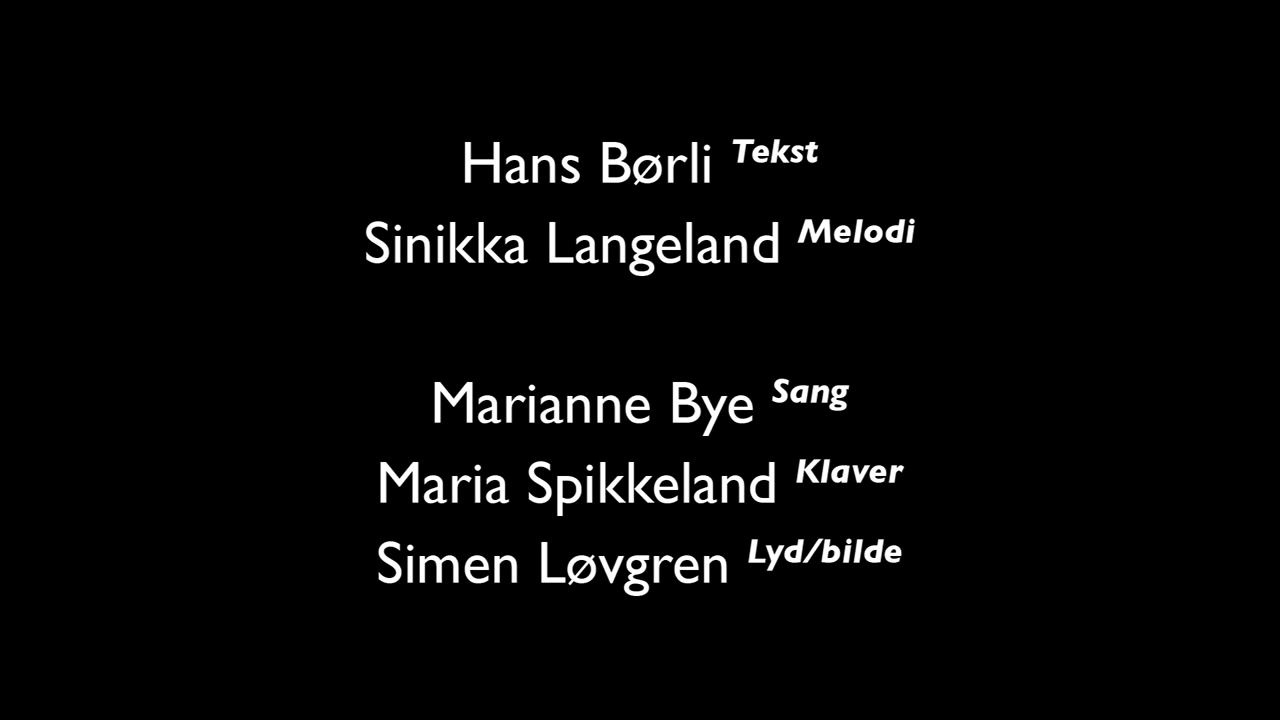 Hans Børli Tekst
Sinikka Langeland Melodi
Marianne Bye Sang
Maria Spikkeland Klaver
Simen Løvgren Lyd/bilde